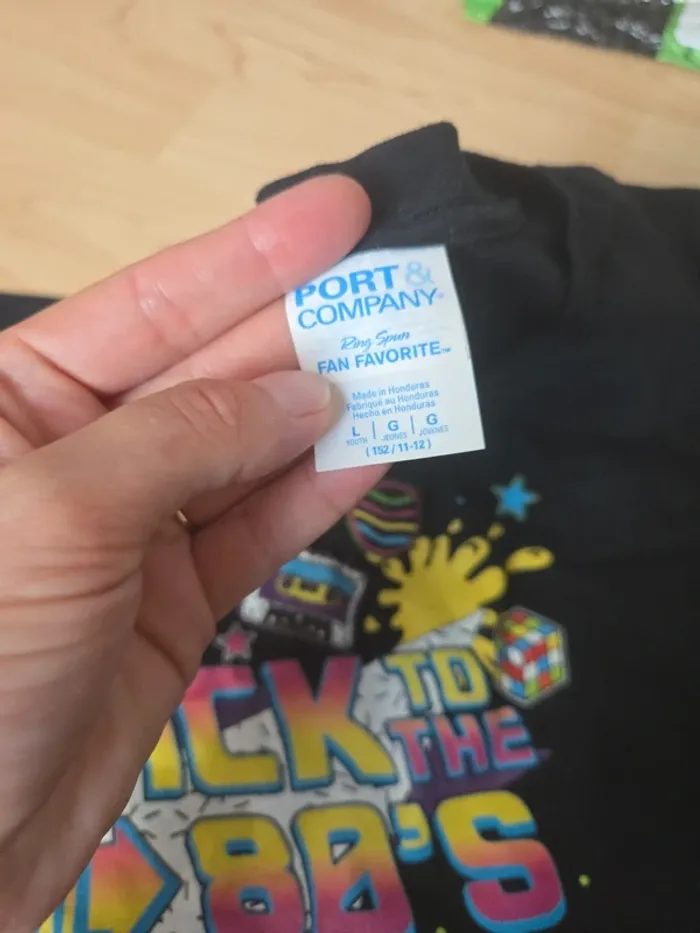 PORT &
COMPANY®
Ring Spun
FAN FAVORITE™
Made in Honduras
Fabriqué au Honduras
Hecho en Honduras
L | G | G
YOUTH JEUNES JÓVENES
(152 / 11-12)
TO
THE
80'S